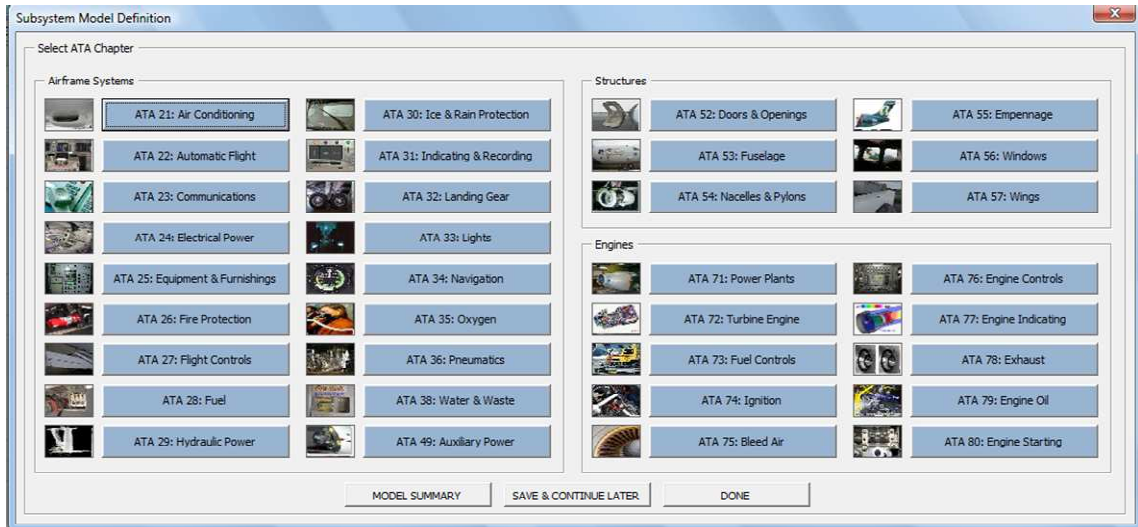 Subsystem Model Definition
Select ATA Chapter
Airframe Systems
ATA 21: Air Conditioning
ATA 22: Automatic Flight
ATA 23: Communications
ATA 24: Electrical Power
ATA 25: Equipment & Furnishings
ATA 26: Fire Protection
ATA 27: Flight Controls
ATA 28: Fuel
ATA 29: Hydraulic Power
ATA 30: Ice & Rain Protection
ATA 31: Indicating & Recording
ATA 32: Landing Gear
ATA 33: Lights
ATA 34: Navigation
ATA 35: Oxygen
ATA 36: Pneumatics
ATA 38: Water & Waste
ATA 49: Auxiliary Power
Structures
ATA 52: Doors & Openings
ATA 53: Fuselage
ATA 54: Nacelles & Pylons
ATA 55: Empennage
ATA 56: Windows
ATA 57: Wings
Engines
ATA 71: Power Plants
ATA 72: Turbine Engine
ATA 73: Fuel Controls
ATA 74: Ignition
ATA 75: Bleed Air
ATA 76: Engine Controls
ATA 77: Engine Indicating
ATA 78: Exhaust
ATA 79: Engine Oil
ATA 80: Engine Starting
MODEL SUMMARY
SAVE & CONTINUE LATER
DONE